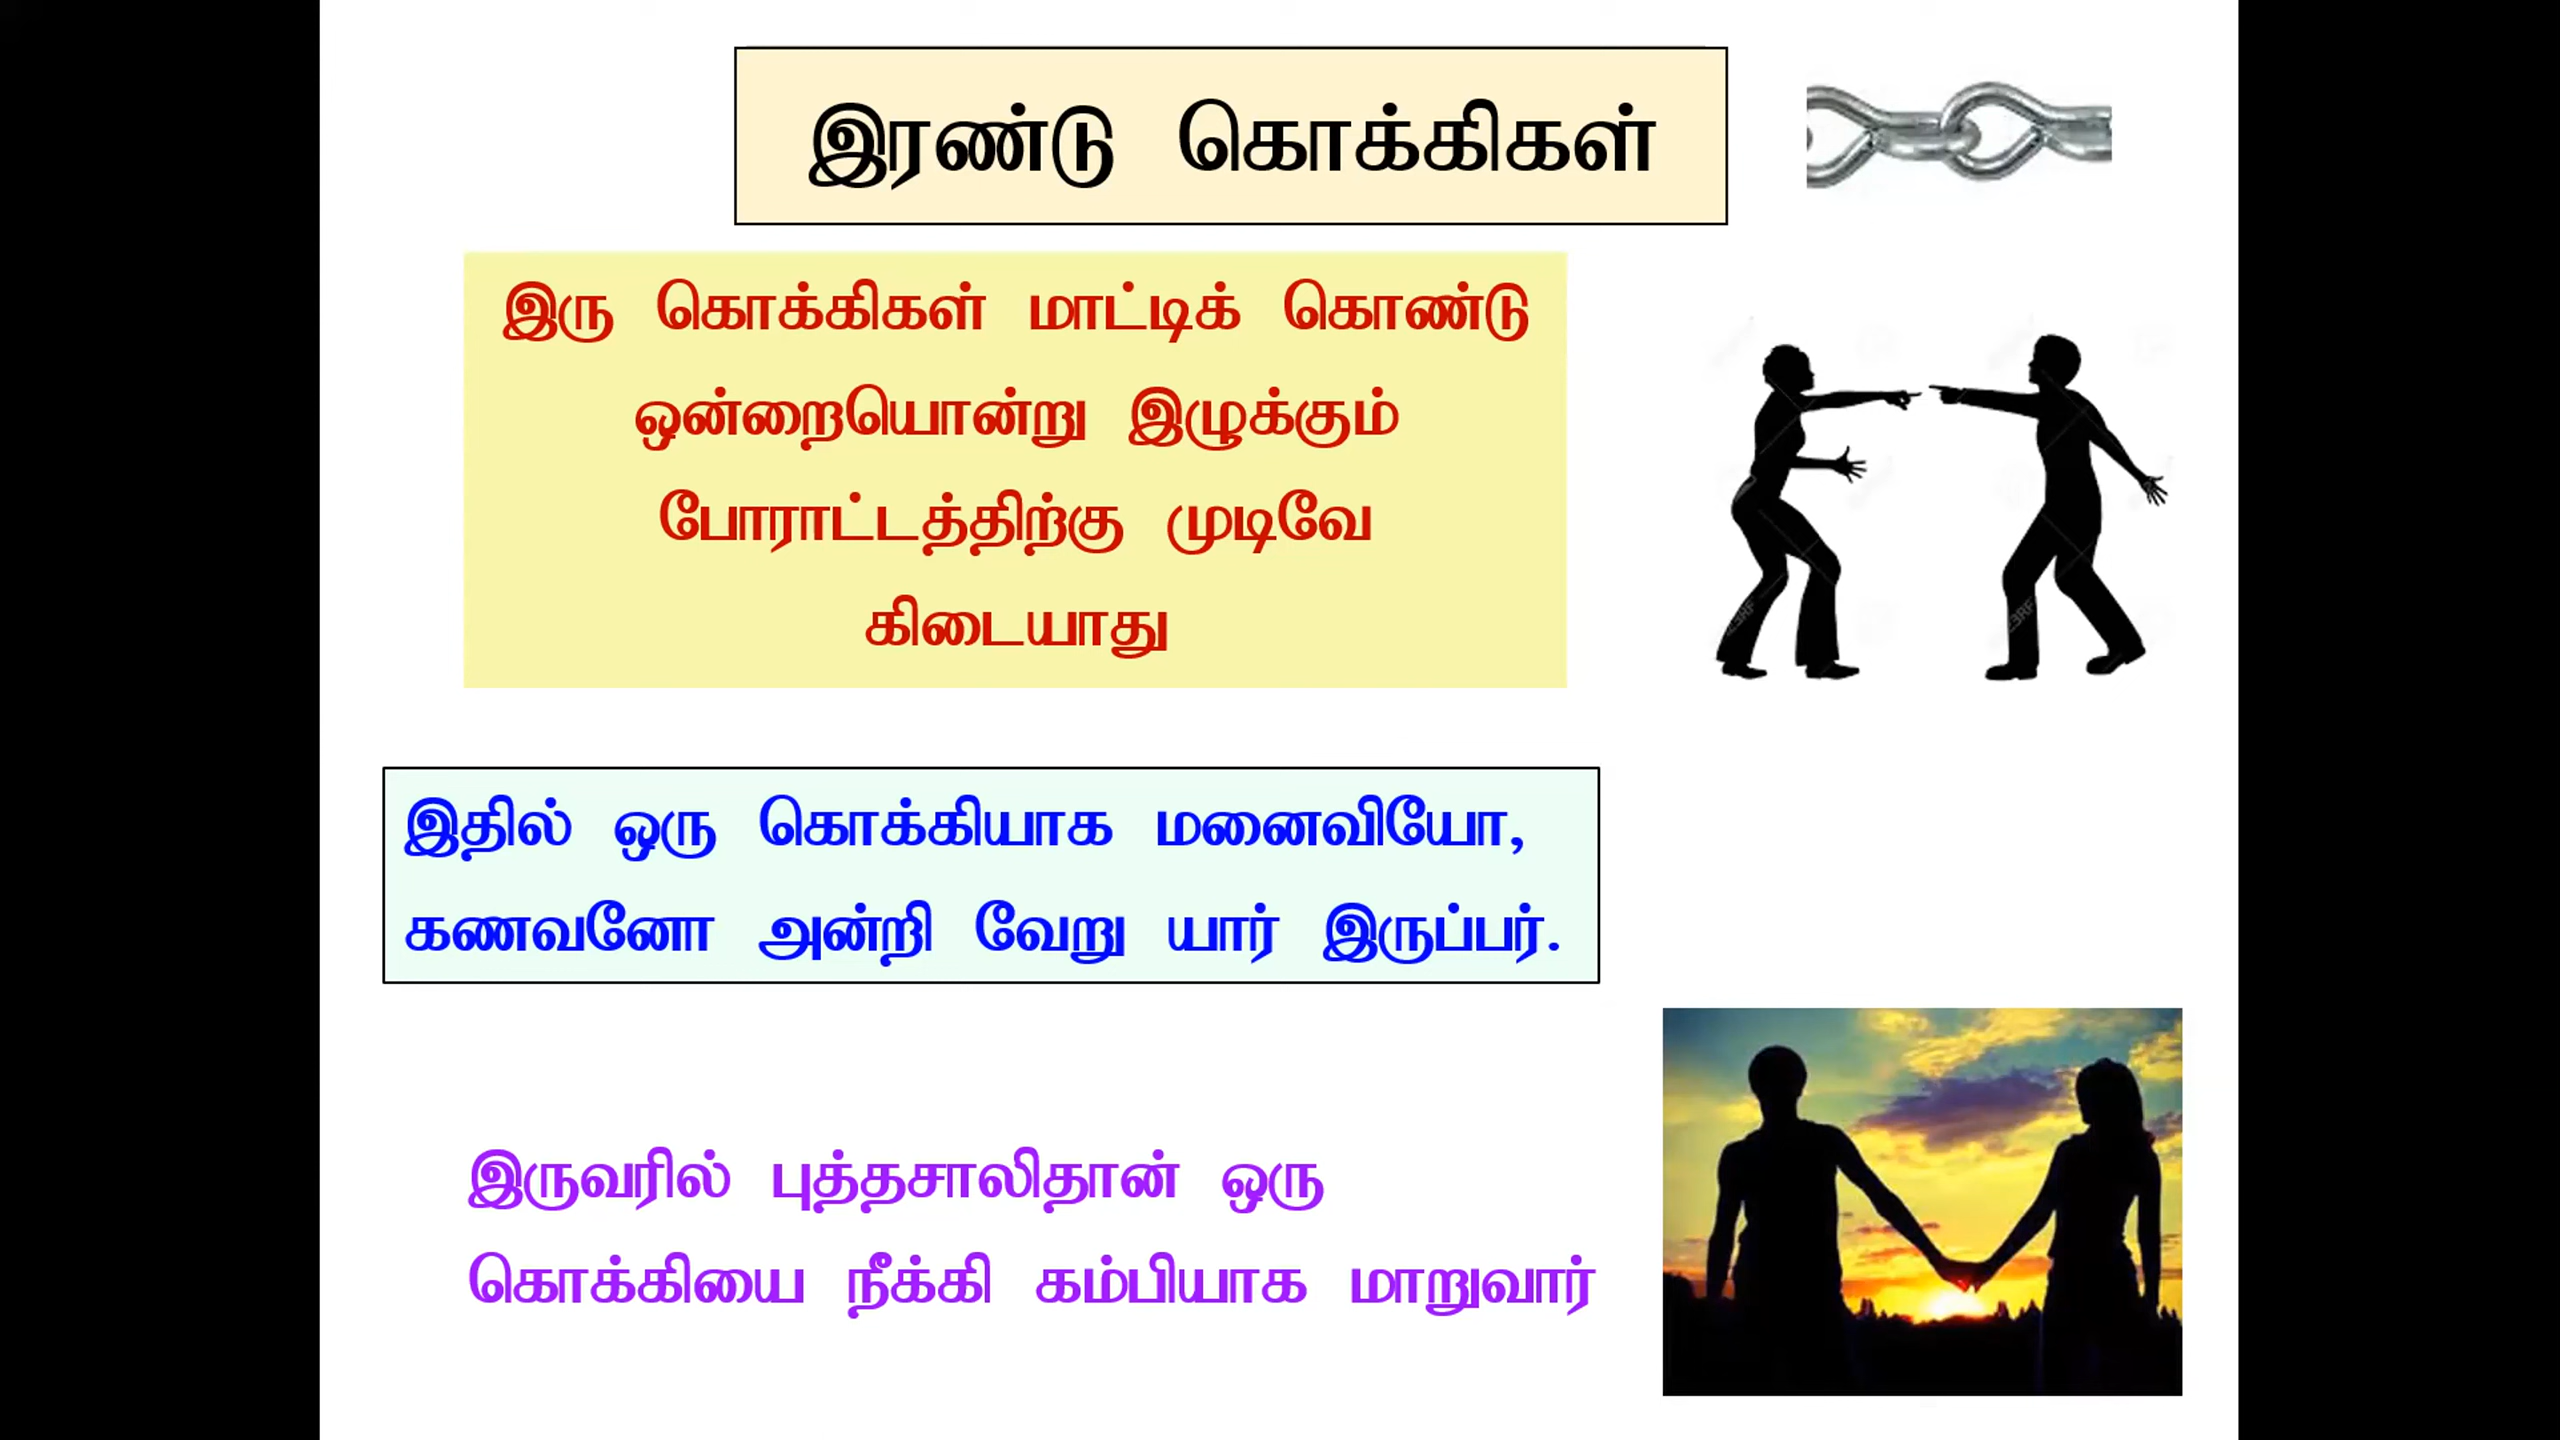 இரண்டு கொக்கிகள்
இரு கொக்கிகள் மாட்டிக் கொண்டு
ஒன்றையொன்று இழுக்கும்
போராட்டத்திற்கு முடிவே
கிடையாது
இதில் ஒரு கொக்கியாக மனைவியோ,
கணவனோ அன்றி வேறு யார் இருப்பர்.
இருவரில் புத்தசாலிதான் ஒரு
கொக்கியை நீக்கி கம்பியாக மாறுவார்